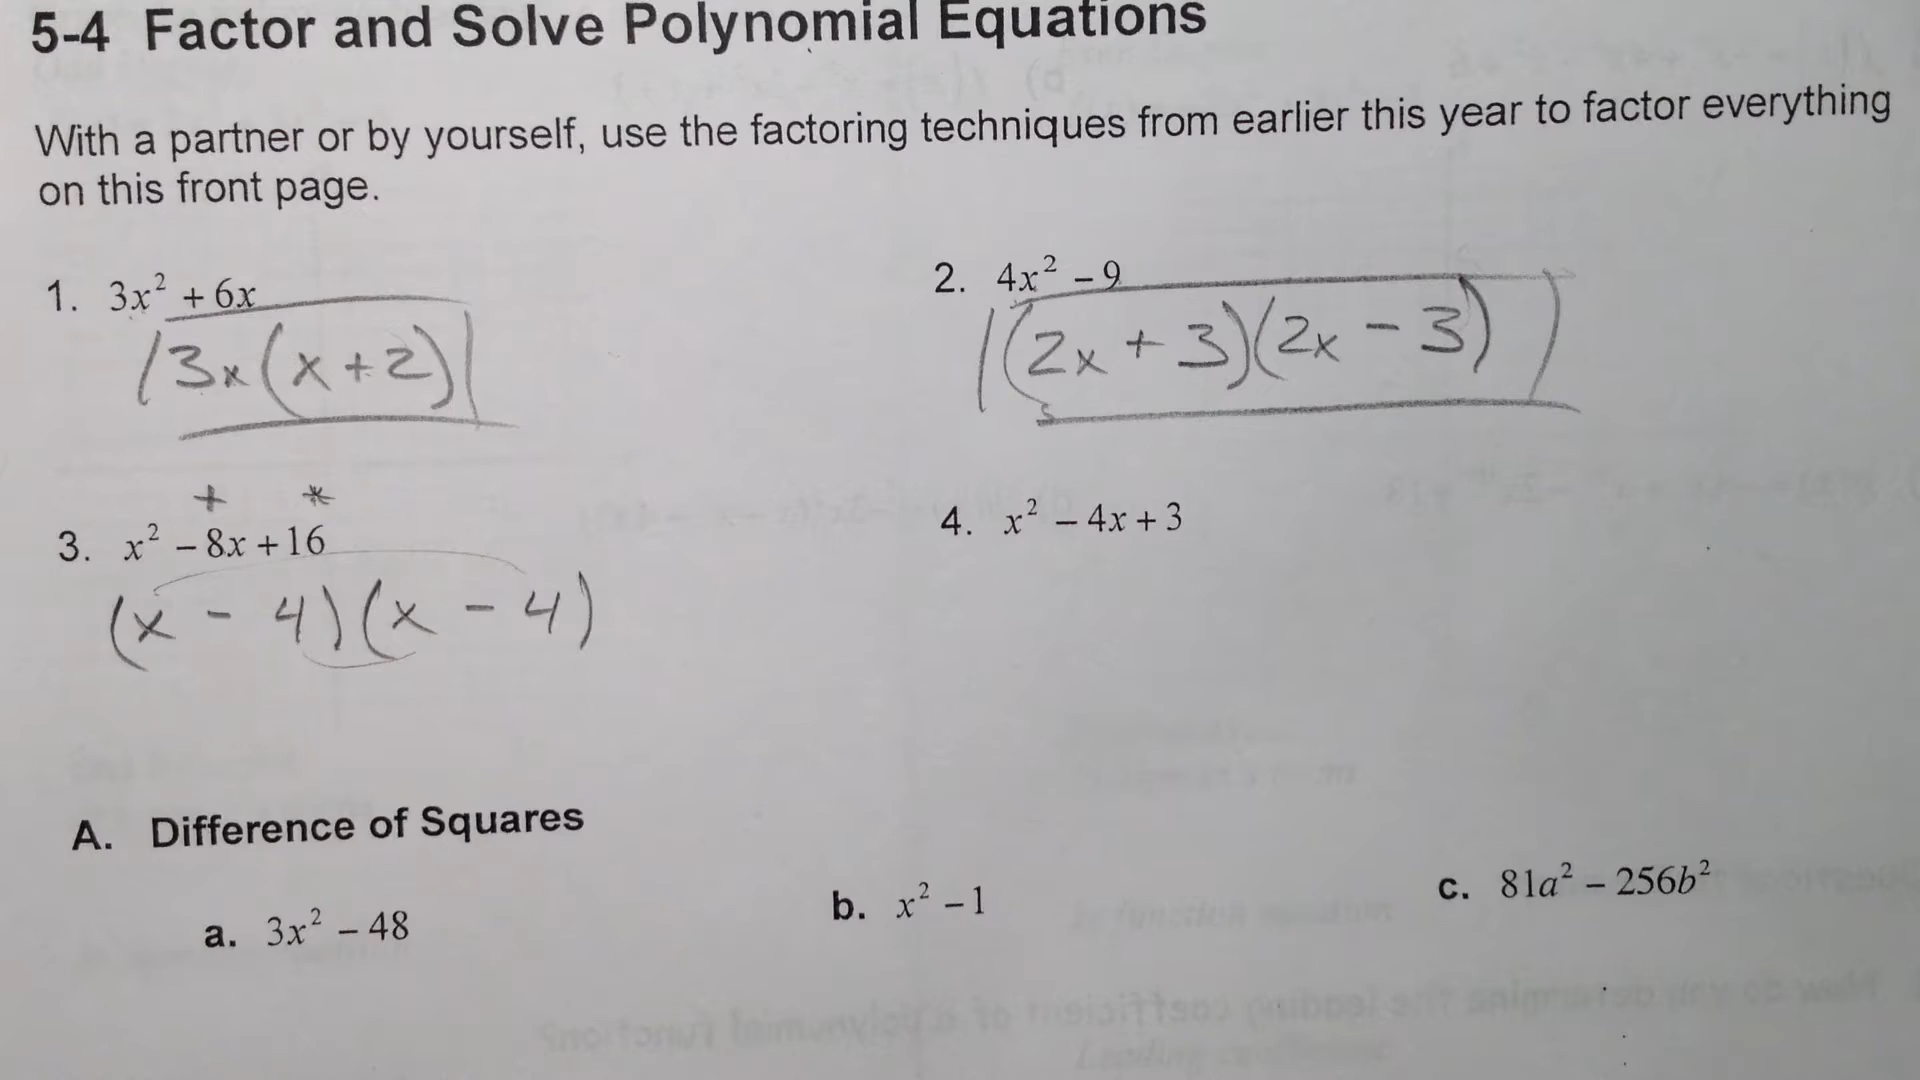 5-4 Factor and Solve Polynomial Equations
With a partner or by yourself, use the factoring techniques from earlier this year to factor everything
on this front page.
1. 3x² + 6x
3x(x+2)
2. 4x² − 9
(2x + 3)(2x − 3)
+ *
3. x² − 8x + 16
(x − 4)(x − 4)
4. x² − 4x + 3
A. Difference of Squares
a. 3x² − 48
b. x² − 1
c. 81a² − 256b²